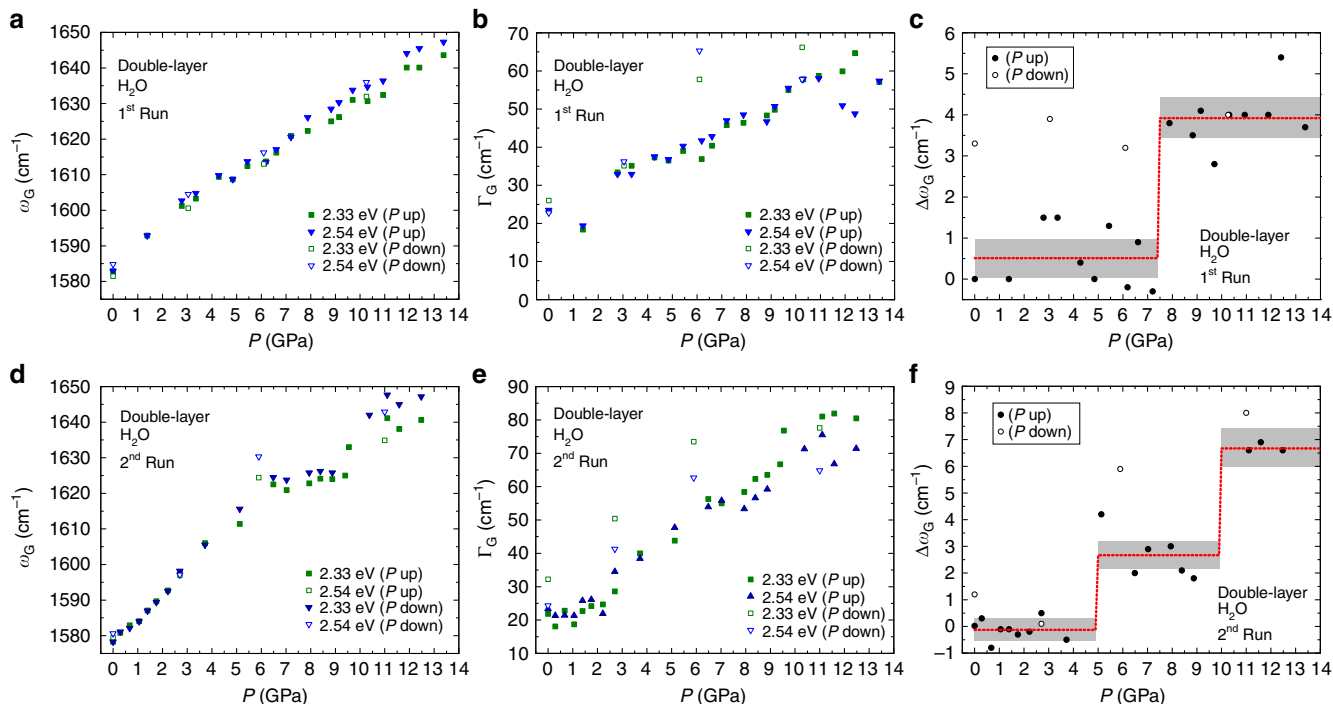 a
1650
1640
1630
1620
1610
1600
1590
1580
ω_G (cm⁻¹)
Double-layer
H₂O
1ˢᵗ Run
2.33 eV (P up)
2.54 eV (P up)
2.33 eV (P down)
2.54 eV (P down)
0 1 2 3 4 5 6 7 8 9 10 11 12 13 14
P (GPa)
b
70
60
50
40
30
20
10
0
Γ_G (cm⁻¹)
Double-layer
H₂O
1ˢᵗ Run
2.33 eV (P up)
2.54 eV (P up)
2.33 eV (P down)
2.54 eV (P down)
0 1 2 3 4 5 6 7 8 9 10 11 12 13 14
P (GPa)
c
6
5
4
3
2
1
0
Δω_G (cm⁻¹)
(P up)
(P down)
Double-layer
H₂O
1ˢᵗ Run
0 1 2 3 4 5 6 7 8 9 10 11 12 13 14
P (GPa)
d
1650
1640
1630
1620
1610
1600
1590
1580
ω_G (cm⁻¹)
Double-layer
H₂O
2ⁿᵈ Run
2.33 eV (P up)
2.54 eV (P up)
2.33 eV (P down)
2.54 eV (P down)
0 1 2 3 4 5 6 7 8 9 10 11 12 13 14
P (GPa)
e
90
80
70
60
50
40
30
20
10
Γ_G (cm⁻¹)
Double-layer
H₂O
2ⁿᵈ Run
2.33 eV (P up)
2.54 eV (P up)
2.33 eV (P down)
2.54 eV (P down)
0 1 2 3 4 5 6 7 8 9 10 11 12 13 14
P (GPa)
f
9
8
7
6
5
4
3
2
1
0
−1
Δω_G (cm⁻¹)
(P up)
(P down)
Double-layer
H₂O
2ⁿᵈ Run
0 1 2 3 4 5 6 7 8 9 10 11 12 13 14
P (GPa)